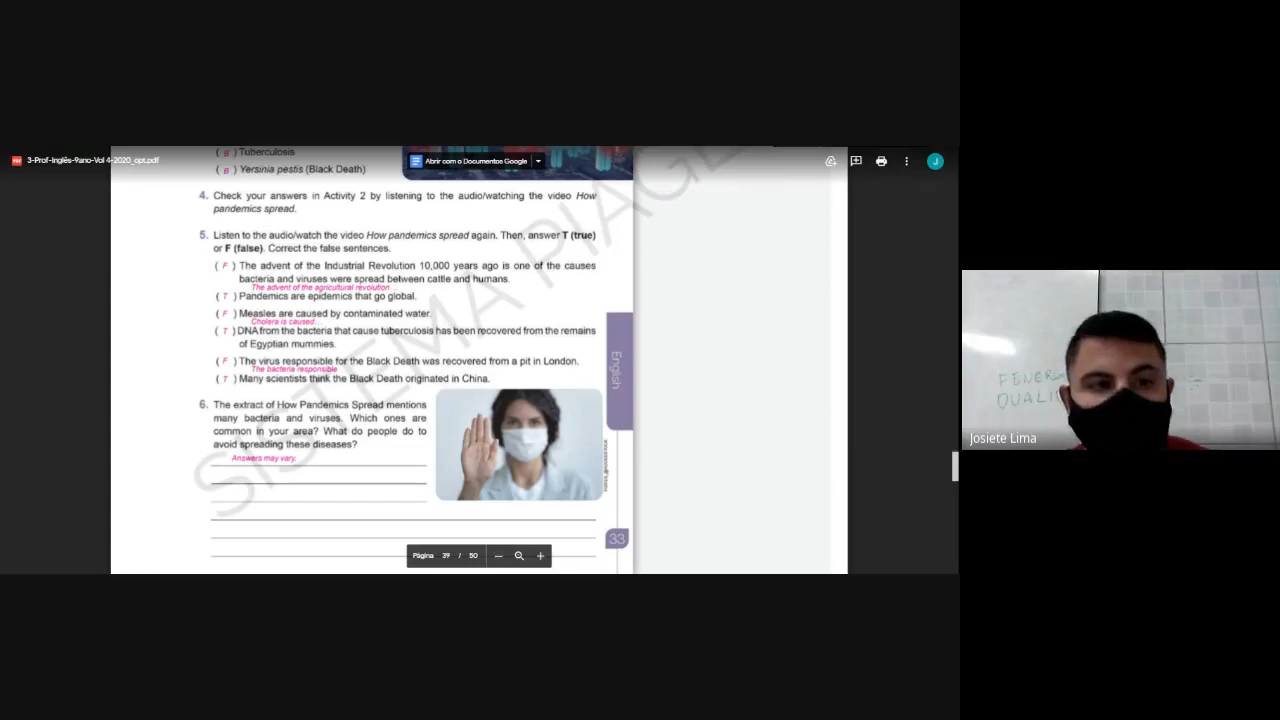 ( B ) Tuberculosis
3-Prof-Inglês-9ano-Vol 4-2020_opt.pdf
Abrir com o Documentos Google
J
( B ) Yersinia pestis (Black Death)
4. Check your answers in Activity 2 by listening to the audio/watching the video How
pandemics spread.
5. Listen to the audio/watch the video How pandemics spread again. Then, answer T (true)
or F (false). Correct the false sentences.
( F ) The advent of the Industrial Revolution 10,000 years ago is one of the causes
bacteria and viruses were spread between cattle and humans.
The advent of the agricultural revolution...
( T ) Pandemics are epidemics that go global.
( F ) Measles are caused by contaminated water.
Cholera is caused...
( T ) DNA from the bacteria that cause tuberculosis has been recovered from the remains
of Egyptian mummies.
( F ) The virus responsible for the Black Death was recovered from a pit in London.
The bacteria responsible
( T ) Many scientists think the Black Death originated in China.
6. The extract of How Pandemics Spread mentions
many bacteria and viruses. Which ones are
common in your area? What do people do to
avoid spreading these diseases?
Answers may vary.
English
33
SISTEMA PIAGE
Página 39 / 50
Josiete Lima